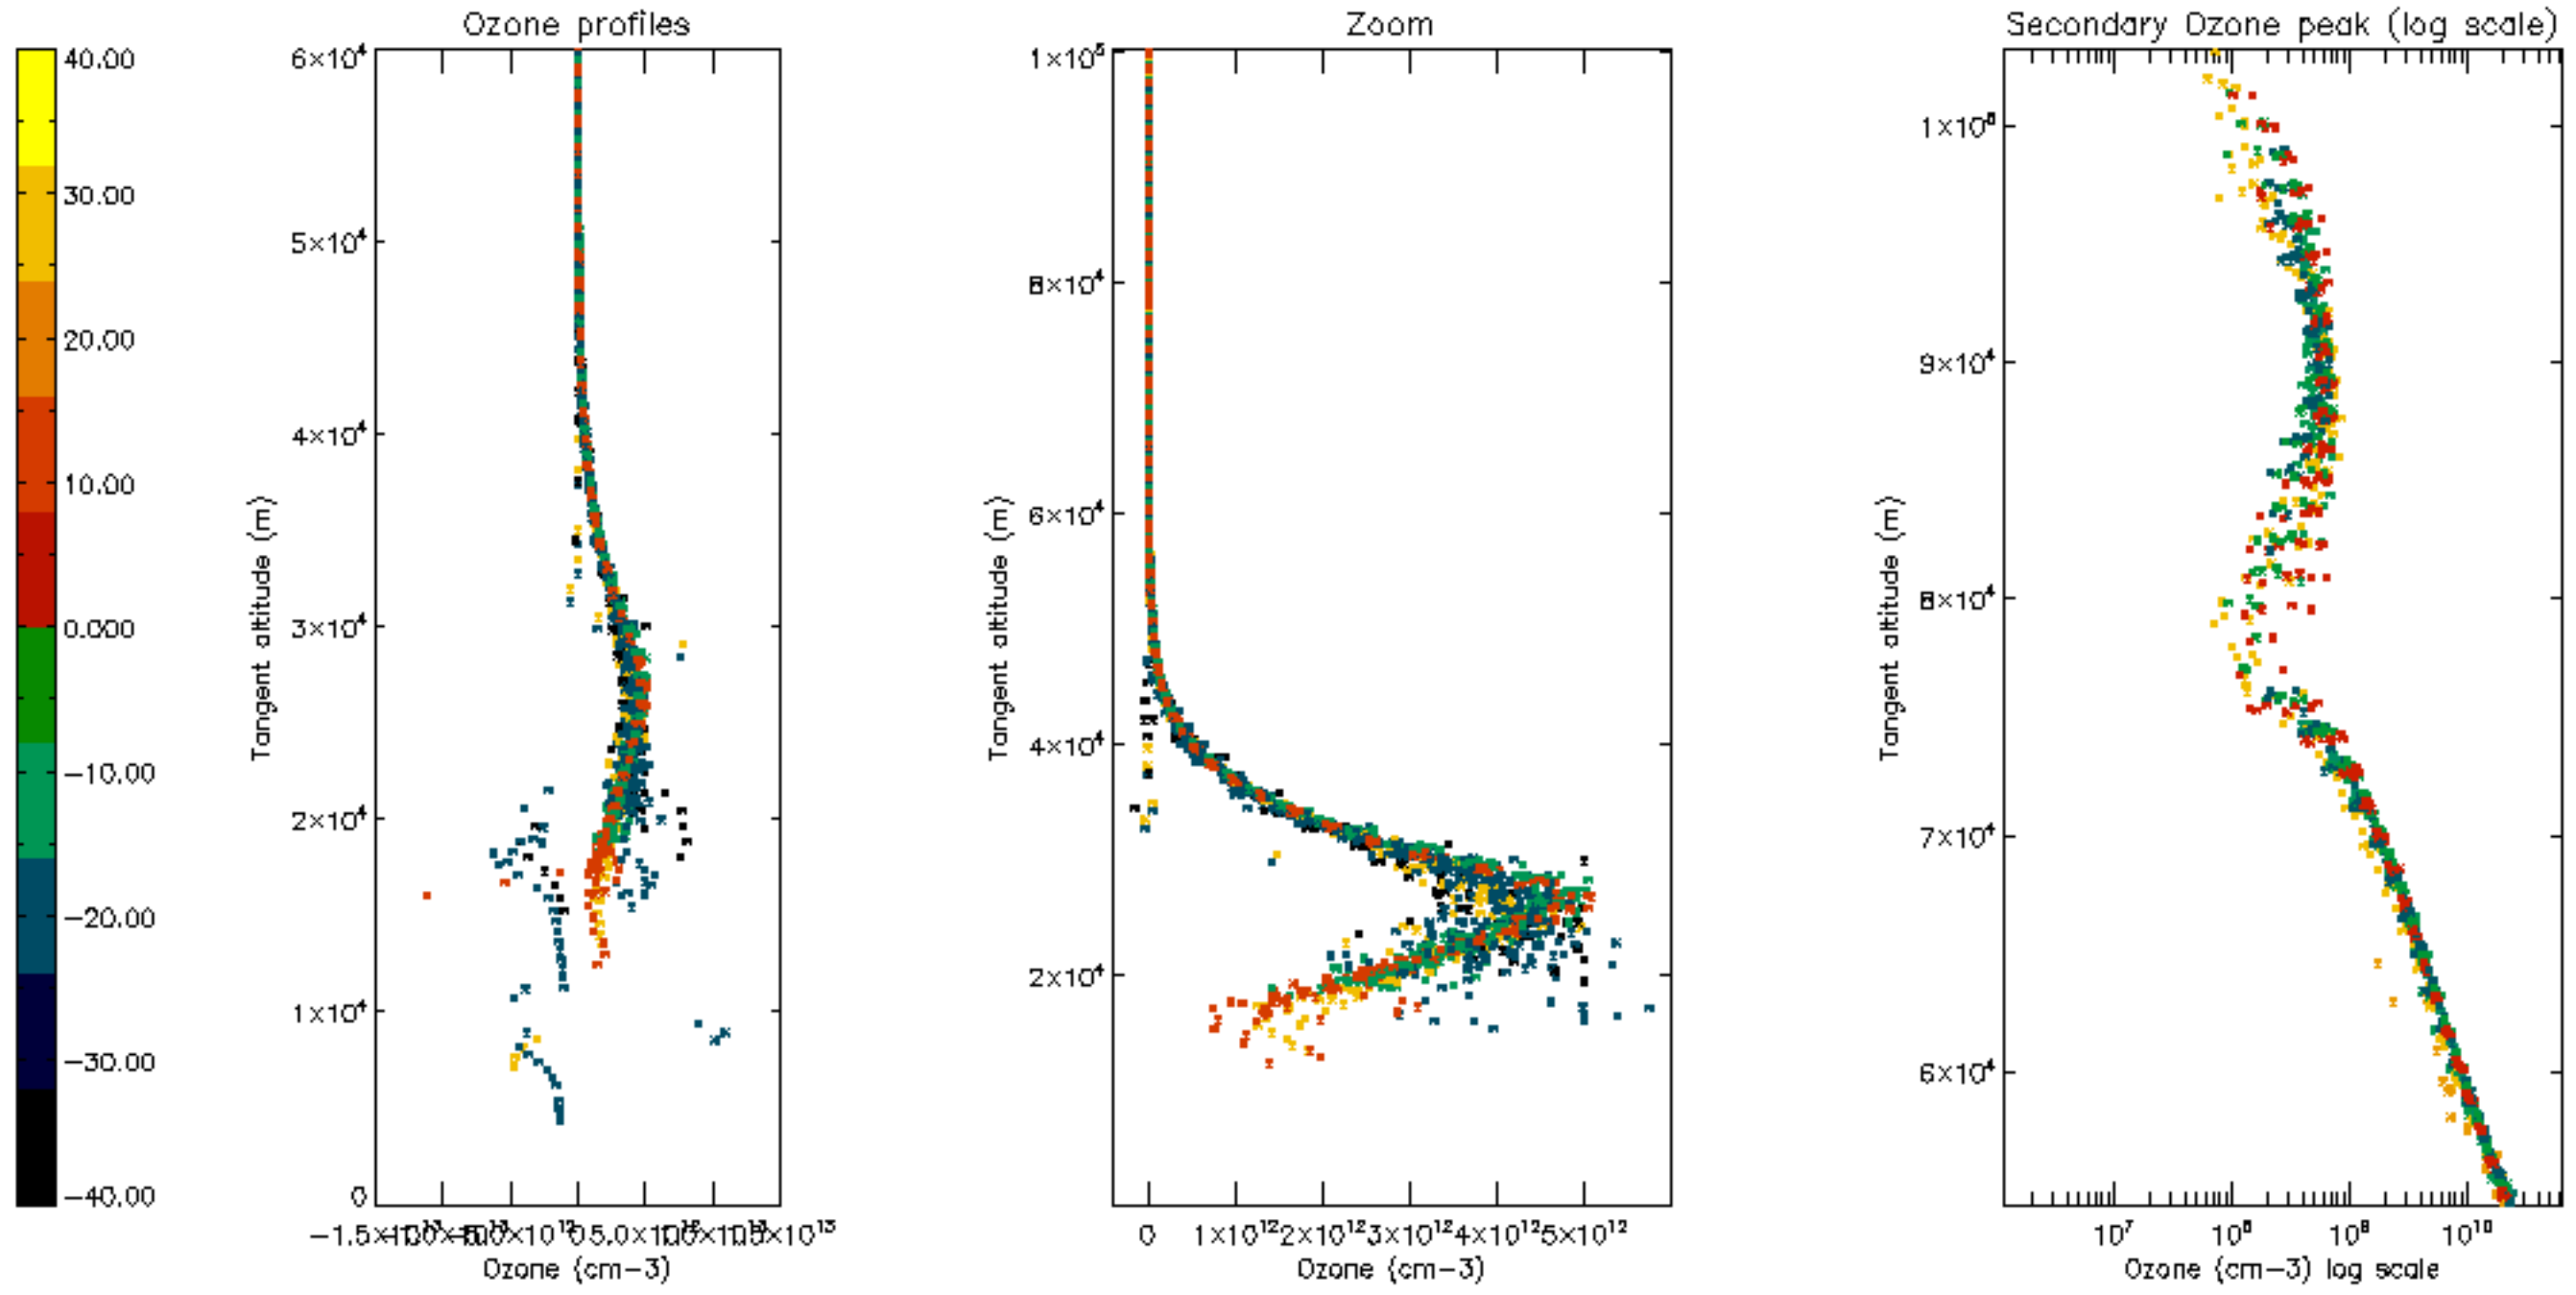 Ozone profiles
Zoom
Secondary Ozone peak (log scale)
40.00
30.00
20.00
10.00
0.000
−10.00
−20.00
−30.00
−40.00
6×10⁴
5×10⁴
4×10⁴
3×10⁴
2×10⁴
1×10⁴
0
Tangent altitude (m)
Ozone (cm−3)
1×10⁵
8×10⁴
6×10⁴
4×10⁴
2×10⁴
Tangent altitude (m)
0 1×10¹² 2×10¹² 3×10¹² 4×10¹² 5×10¹²
Ozone (cm−3)
9×10⁴
8×10⁴
7×10⁴
6×10⁴
Tangent altitude (m)
10⁷ 10⁸ 10⁹ 10¹⁰
Ozone (cm−3) log scale